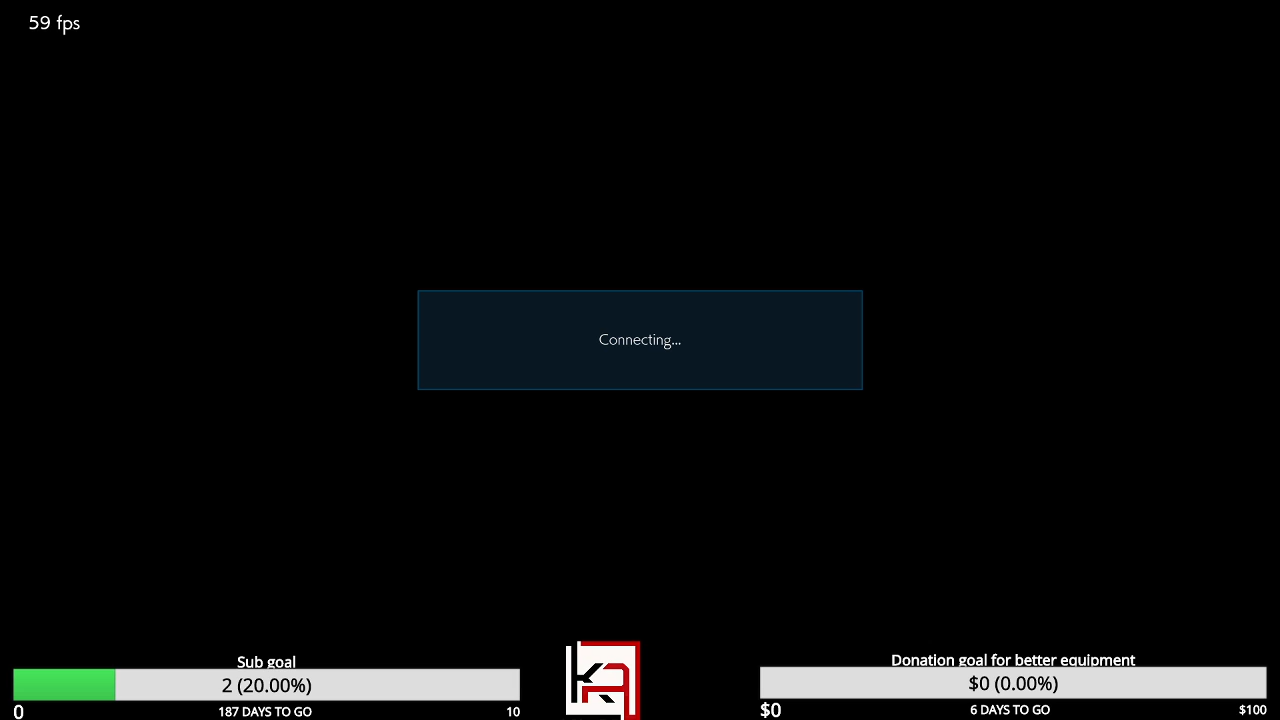 59 fps
Connecting...
Sub goal
2 (20.00%)
0
187 DAYS TO GO
10
Donation goal for better equipment
$0 (0.00%)
$0
6 DAYS TO GO
$100